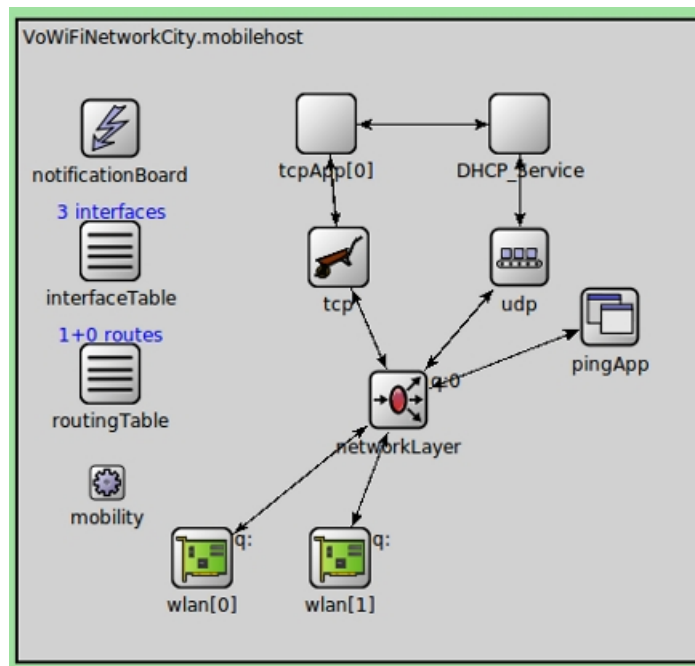 VoWiFiNetworkCity.mobilehost
notificationBoard
tcpApp[0]
DHCP_Service
3 interfaces
interfaceTable
tcp
udp
1+0 routes
pingApp
routingTable
q:0
networkLayer
mobility
q:
q:
wlan[0]
wlan[1]